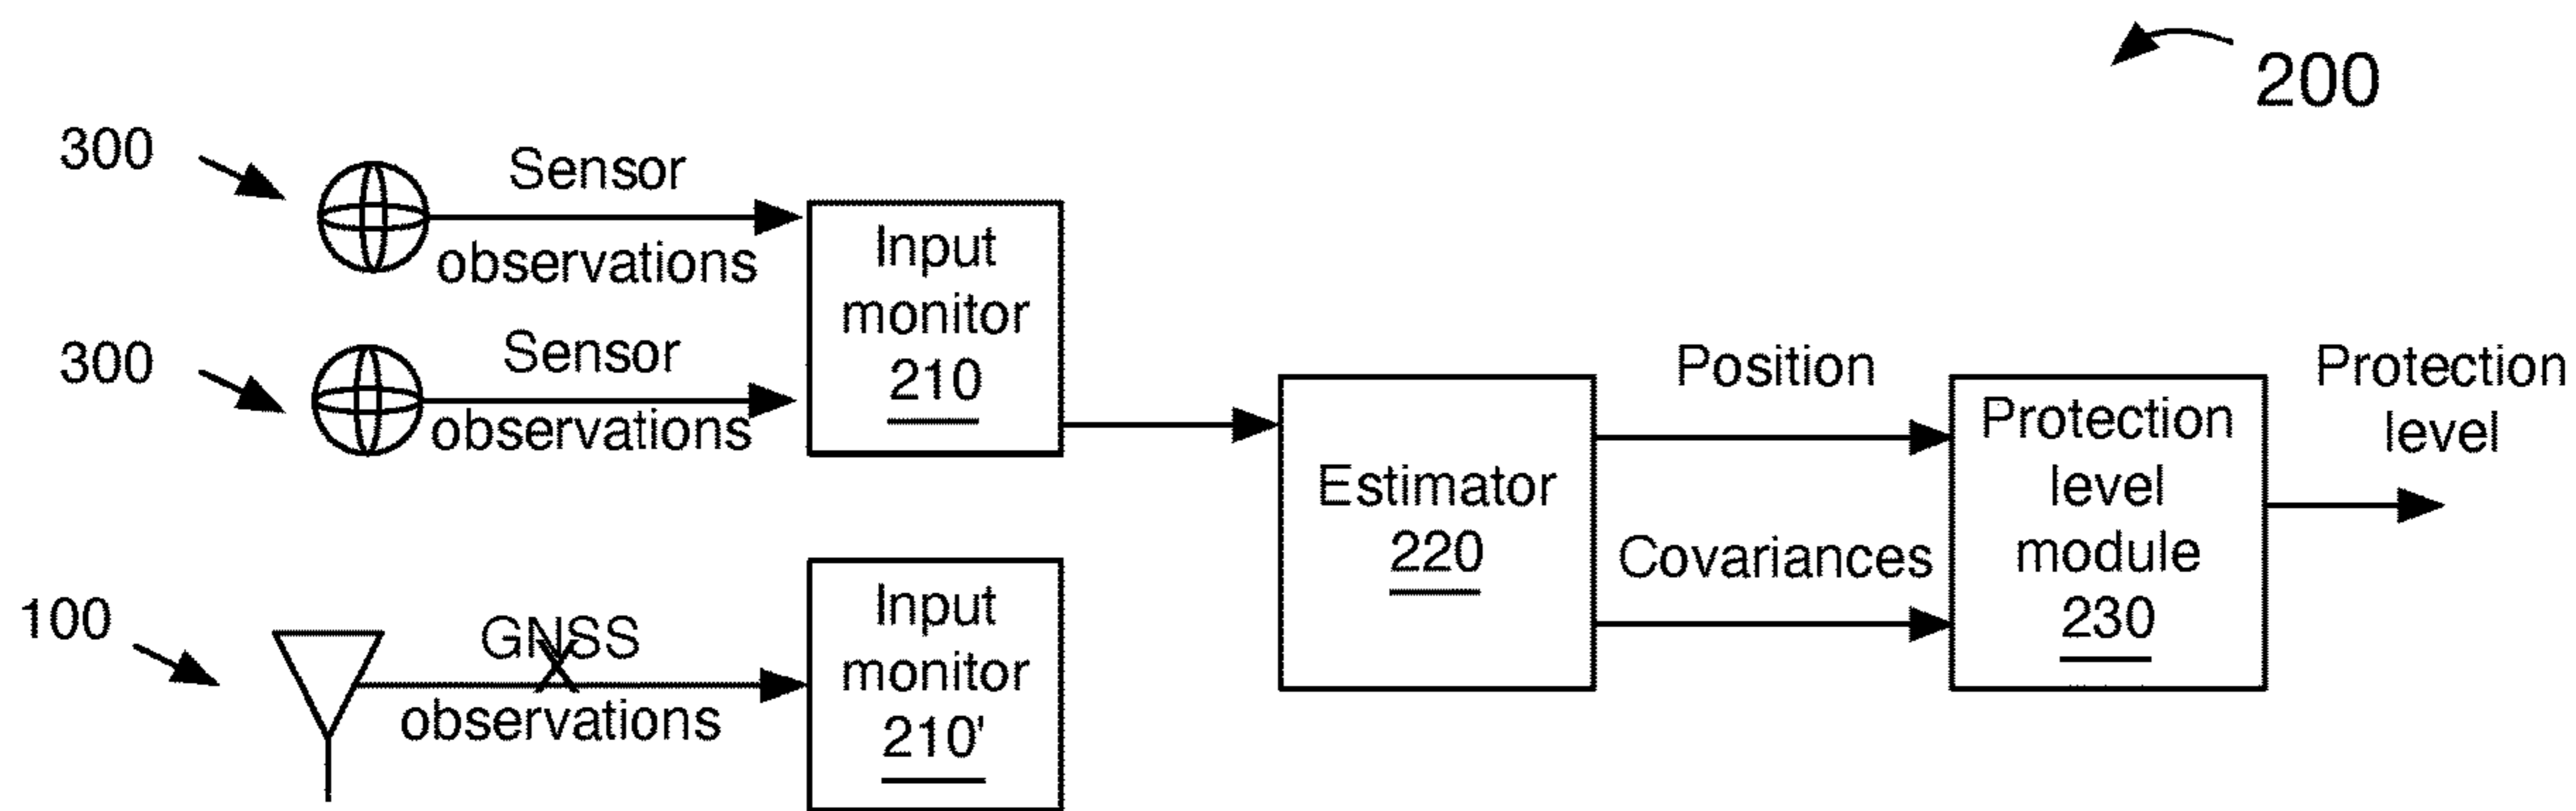 200
300
Sensor
observations
300
Sensor
observations
Input
monitor
210
100
GNSS
observations
Input
monitor
210'
Estimator
220
Position
Covariances
Protection
level
module
230
Protection
level